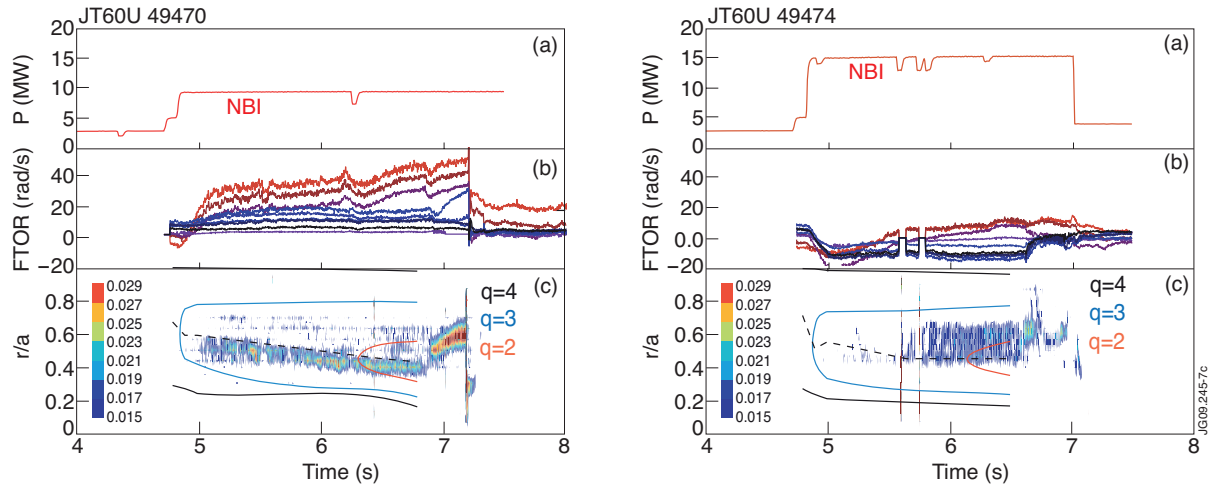 JT60U 49470
20
15
10
5
0
P (MW)
NBI
(a)
40
20
0
−20
FTOR (rad/s)
(b)
0.8
0.6
0.4
0.2
0
r/a
0.029
0.027
0.025
0.023
0.021
0.019
0.017
0.015
q=4
q=3
q=2
(c)
4 5 6 7 8
Time (s)
JT60U 49474
20
15
10
5
0
P (MW)
NBI
(a)
40
20
0.0
−20
FTOR (rad/s)
(b)
0.8
0.6
0.4
0.2
0
r/a
0.029
0.027
0.025
0.023
0.021
0.019
0.017
0.015
q=4
q=3
q=2
(c)
4 5 6 7 8
Time (s)
JG09.245-7c